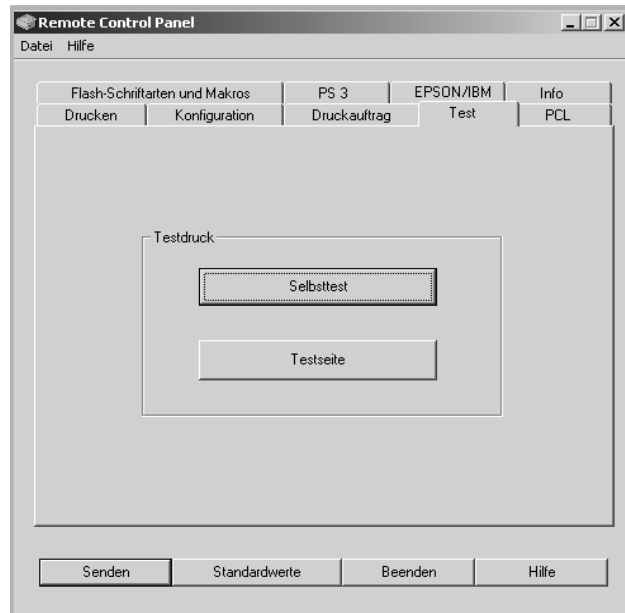 Remote Control Panel
Datei Hilfe
Flash-Schriftarten und Makros PS 3 EPSON/IBM Info
Drucken Konfiguration Druckauftrag Test PCL
Testdruck
Selbsttest
Testseite
Senden Standardwerte Beenden Hilfe